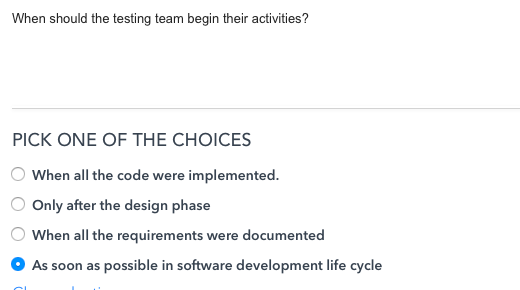 When should the testing team begin their activities?
PICK ONE OF THE CHOICES
When all the code were implemented.
Only after the design phase
When all the requirements were documented
As soon as possible in software development life cycle